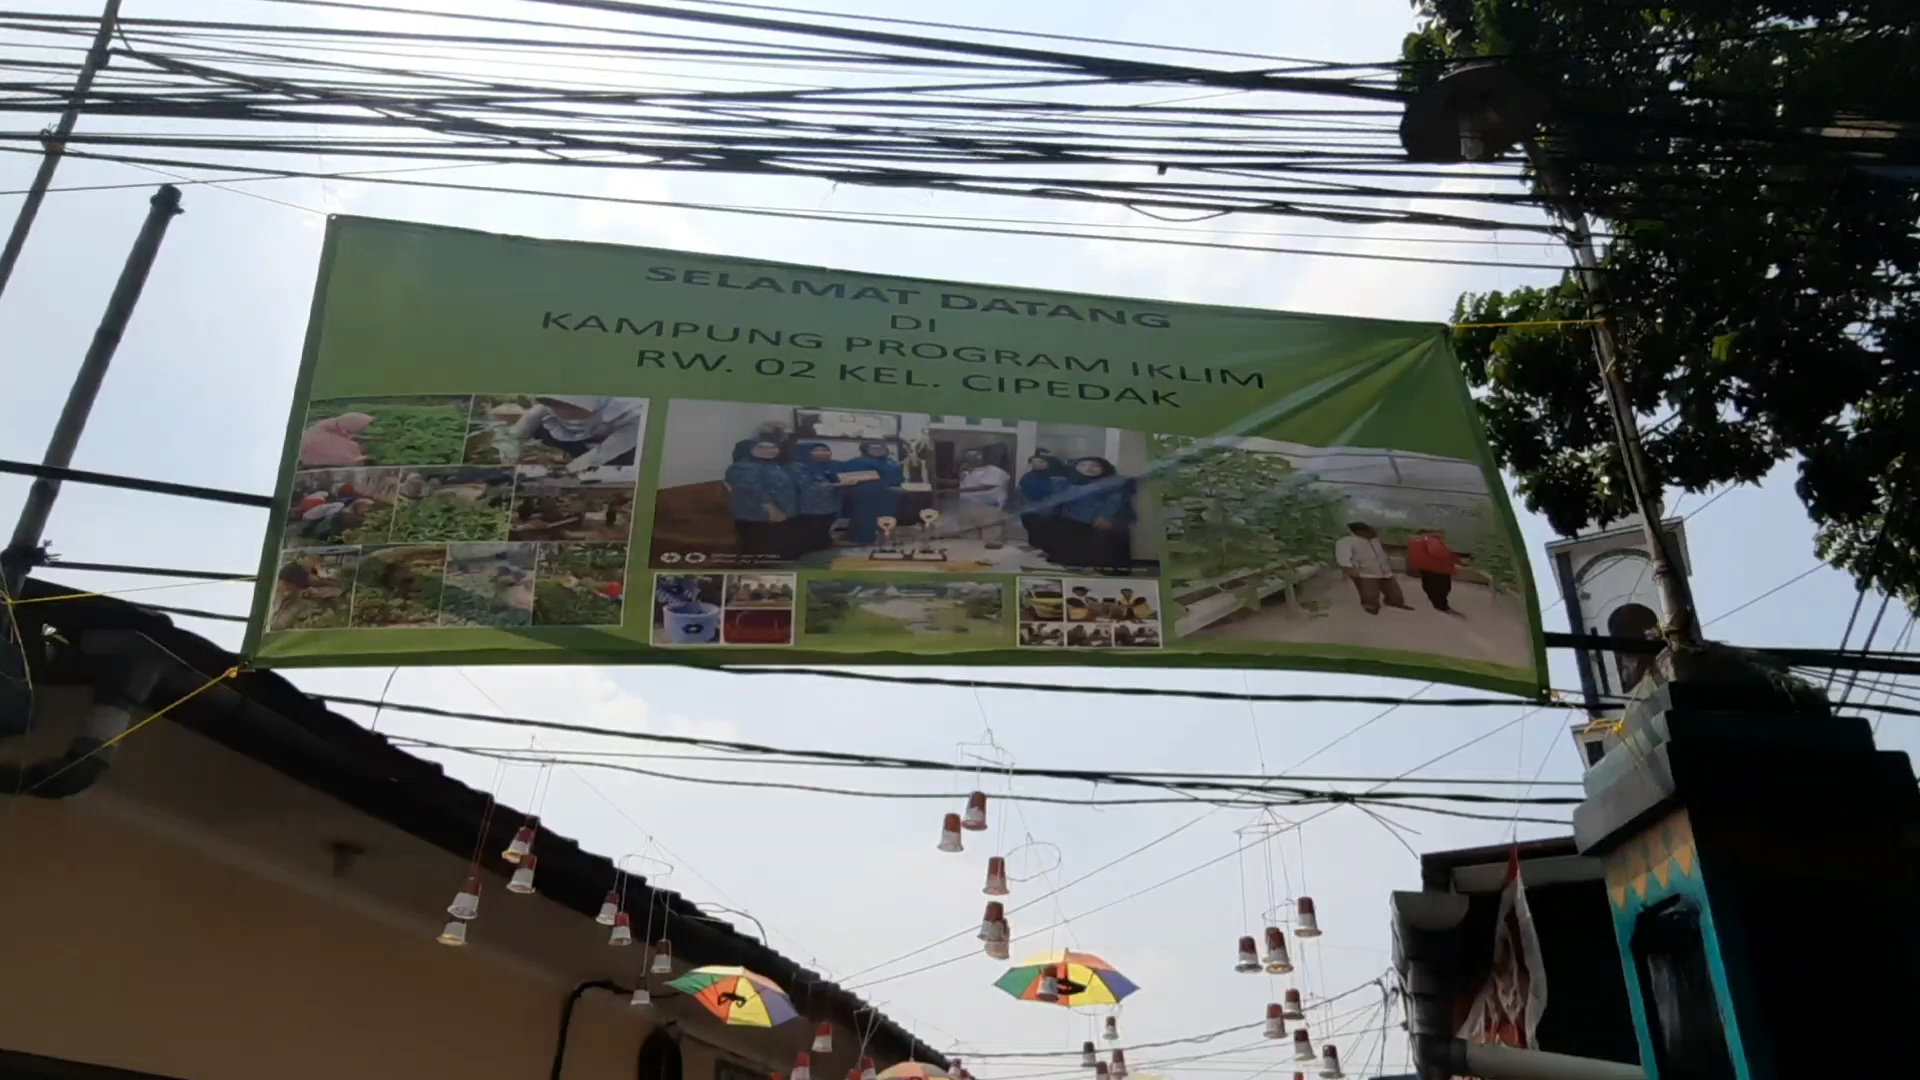 SELAMAT DATANG
DI
KAMPUNG PROGRAM IKLIM
RW. 02 KEL. CIPEDAK